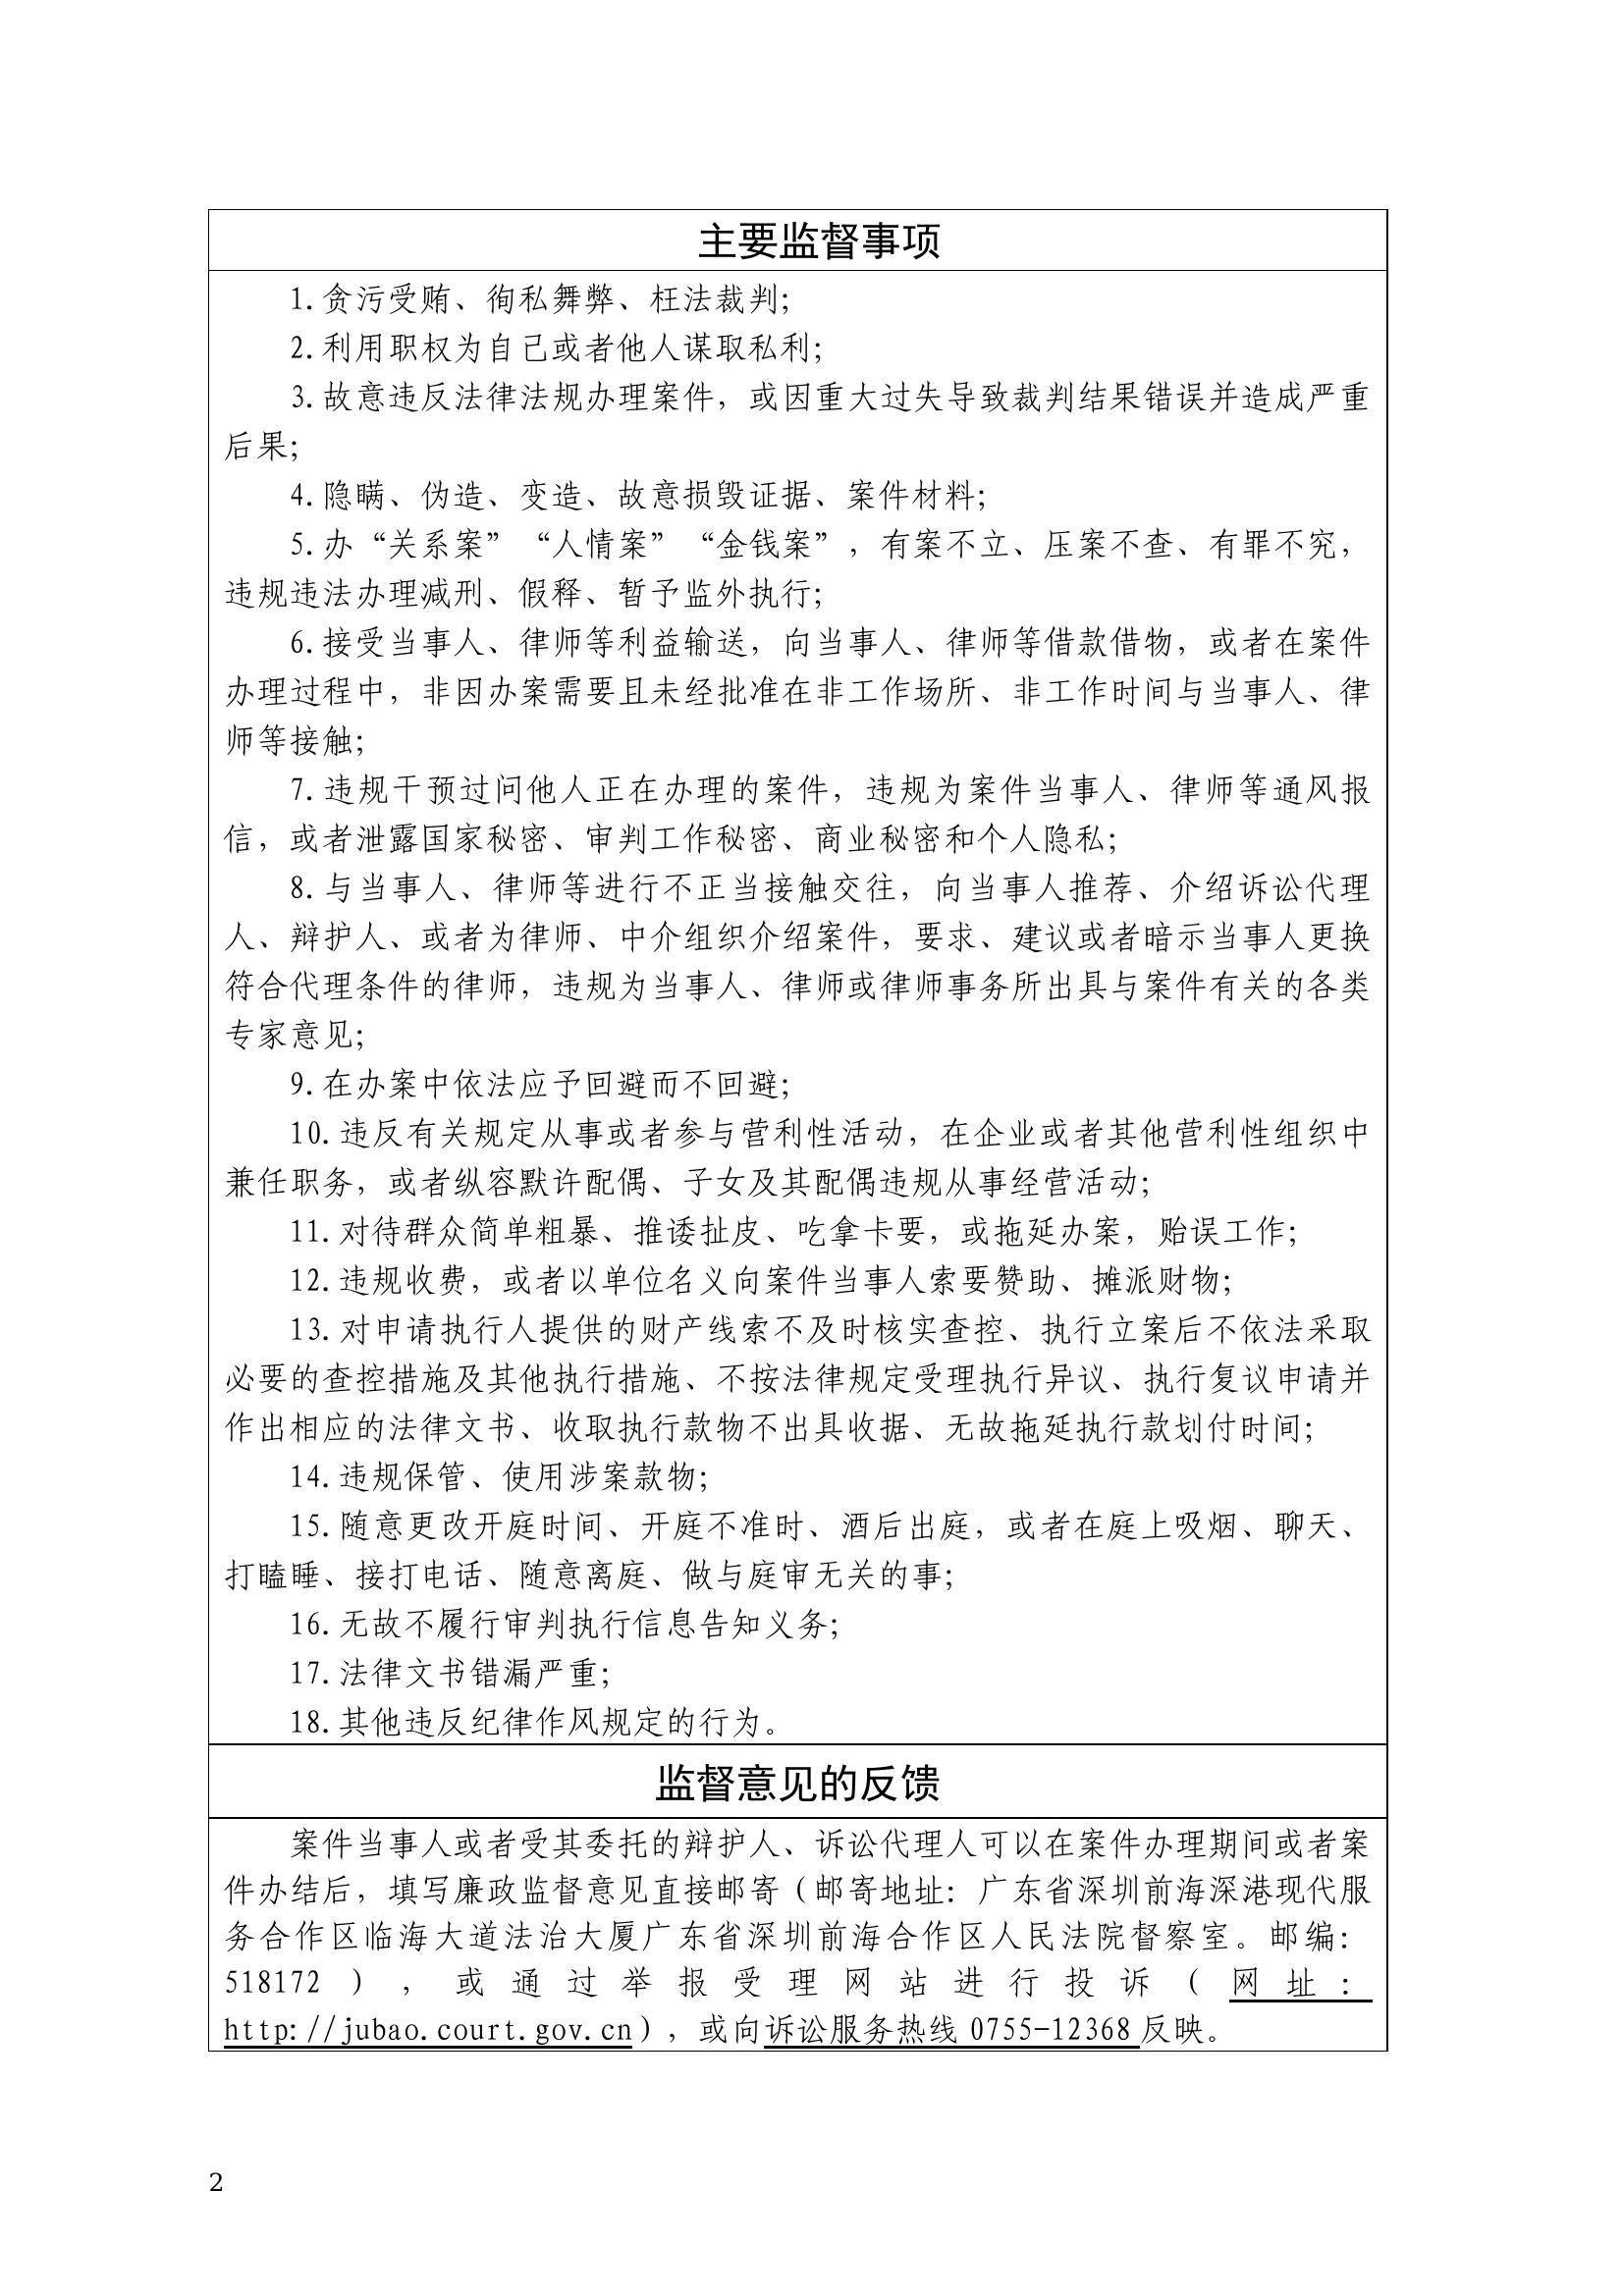 主要监督事项
1.贪污受贿、徇私舞弊、枉法裁判；
2.利用职权为自己或者他人谋取私利；
3.故意违反法律法规办理案件，或因重大过失导致裁判结果错误并造成严重
后果；
4.隐瞒、伪造、变造、故意损毁证据、案件材料；
5.办“关系案”“人情案”“金钱案”，有案不立、压案不查、有罪不究，
违规违法办理减刑、假释、暂予监外执行；
6.接受当事人、律师等利益输送，向当事人、律师等借款借物，或者在案件
办理过程中，非因办案需要且未经批准在非工作场所、非工作时间与当事人、律
师等接触；
7.违规干预过问他人正在办理的案件，违规为案件当事人、律师等通风报
信，或者泄露国家秘密、审判工作秘密、商业秘密和个人隐私；
8.与当事人、律师等进行不正当接触交往，向当事人推荐、介绍诉讼代理
人、辩护人、或者为律师、中介组织介绍案件，要求、建议或者暗示当事人更换
符合代理条件的律师，违规为当事人、律师或律师事务所出具与案件有关的各类
专家意见；
9.在办案中依法应予回避而不回避；
10.违反有关规定从事或者参与营利性活动，在企业或者其他营利性组织中
兼任职务，或者纵容默许配偶、子女及其配偶违规从事经营活动；
11.对待群众简单粗暴、推诿扯皮、吃拿卡要，或拖延办案，贻误工作；
12.违规收费，或者以单位名义向案件当事人索要赞助、摊派财物；
13.对申请执行人提供的财产线索不及时核实查控、执行立案后不依法采取
必要的查控措施及其他执行措施、不按法律规定受理执行异议、执行复议申请并
作出相应的法律文书、收取执行款物不出具收据、无故拖延执行款划付时间；
14.违规保管、使用涉案款物；
15.随意更改开庭时间、开庭不准时、酒后出庭，或者在庭上吸烟、聊天、
打瞌睡、接打电话、随意离庭、做与庭审无关的事；
16.无故不履行审判执行信息告知义务；
17.法律文书错漏严重；
18.其他违反纪律作风规定的行为。
监督意见的反馈
案件当事人或者受其委托的辩护人、诉讼代理人可以在案件办理期间或者案
件办结后，填写廉政监督意见直接邮寄（邮寄地址：广东省深圳前海深港现代服
务合作区临海大道法治大厦广东省深圳前海合作区人民法院督察室。邮编：
518172），或通过举报受理网站进行投诉（网址：
http://jubao.court.gov.cn），或向诉讼服务热线 0755-12368 反映。
2